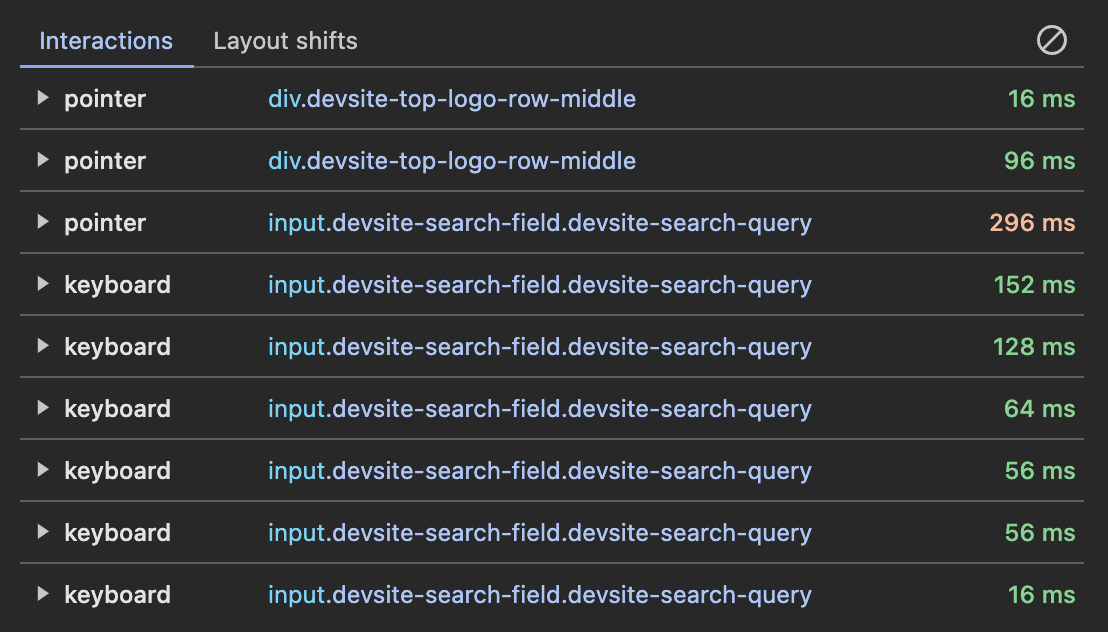 Interactions Layout shifts
pointer div.devsite-top-logo-row-middle 16 ms
pointer div.devsite-top-logo-row-middle 96 ms
pointer input.devsite-search-field.devsite-search-query 296 ms
keyboard input.devsite-search-field.devsite-search-query 152 ms
keyboard input.devsite-search-field.devsite-search-query 128 ms
keyboard input.devsite-search-field.devsite-search-query 64 ms
keyboard input.devsite-search-field.devsite-search-query 56 ms
keyboard input.devsite-search-field.devsite-search-query 56 ms
keyboard input.devsite-search-field.devsite-search-query 16 ms